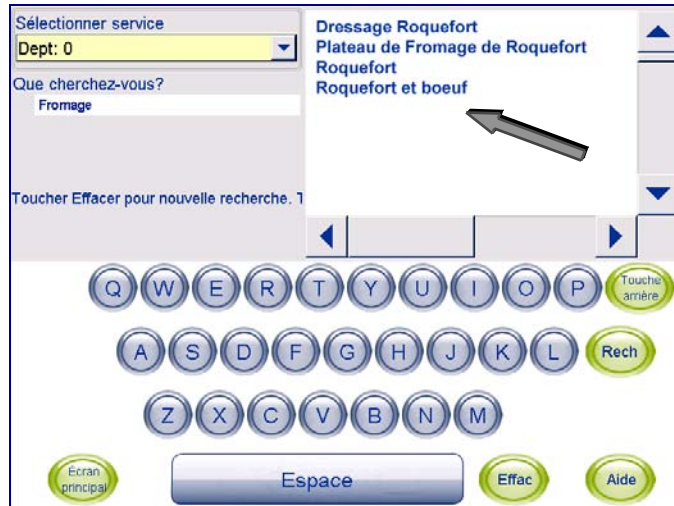 Sélectionner service
Dept: 0
Que cherchez-vous?
Fromage
Toucher Effacer pour nouvelle recherche.
Dressage Roquefort
Plateau de Fromage de Roquefort
Roquefort
Roquefort et boeuf
Q W E R T Y U I O P Touche arrière
A S D F G H J K L Rech
Z X C V B N M
Écran principal Espace Effac Aide